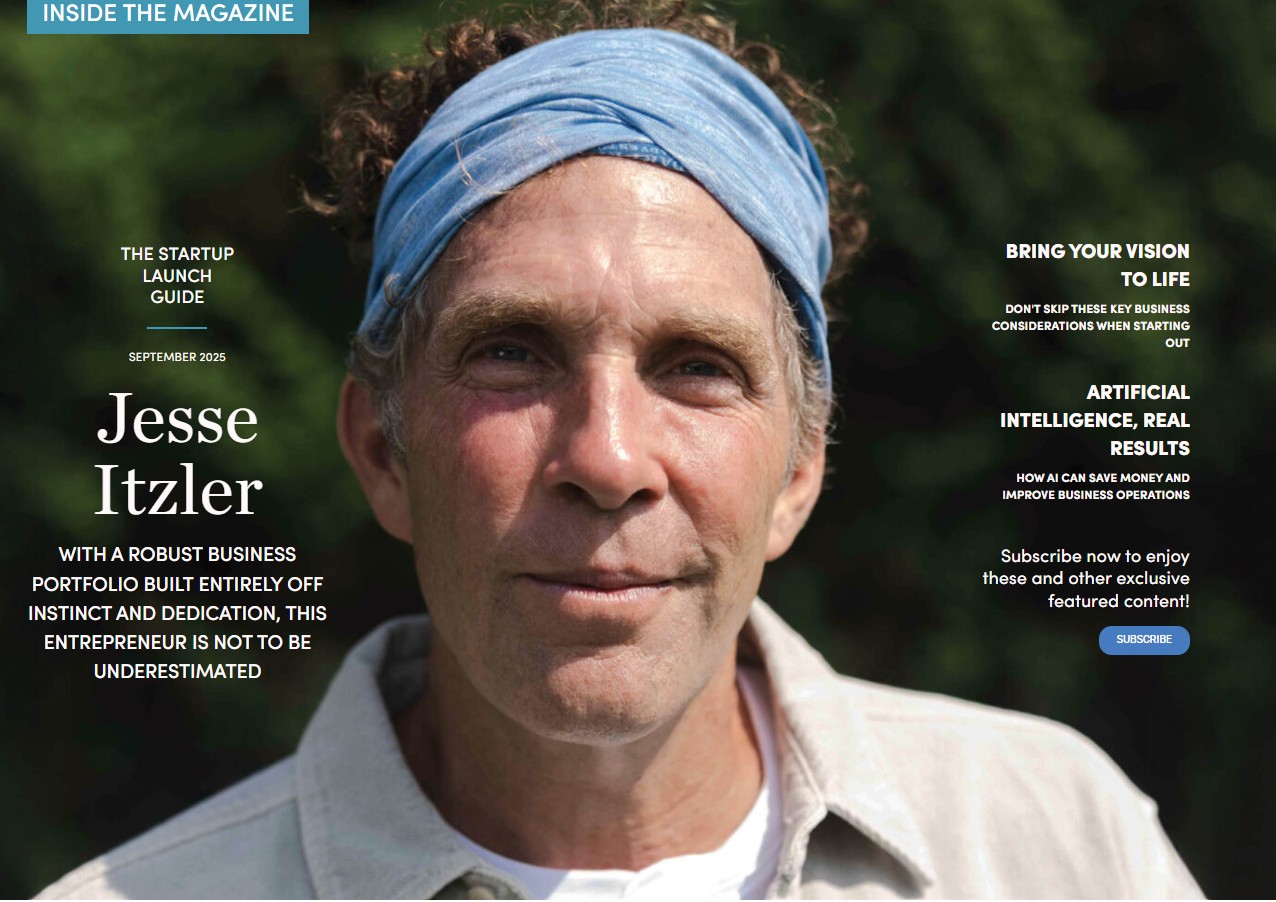 INSIDE THE MAGAZINE
THE STARTUP
LAUNCH
GUIDE
SEPTEMBER 2025
Jesse
Itzler
WITH A ROBUST BUSINESS
PORTFOLIO BUILT ENTIRELY OFF
INSTINCT AND DEDICATION, THIS
ENTREPRENEUR IS NOT TO BE
UNDERESTIMATED
BRING YOUR VISION
TO LIFE
DON'T SKIP THESE KEY BUSINESS
CONSIDERATIONS WHEN STARTING
OUT
ARTIFICIAL
INTELLIGENCE, REAL
RESULTS
HOW AI CAN SAVE MONEY AND
IMPROVE BUSINESS OPERATIONS
Subscribe now to enjoy
these and other exclusive
featured content!
SUBSCRIBE